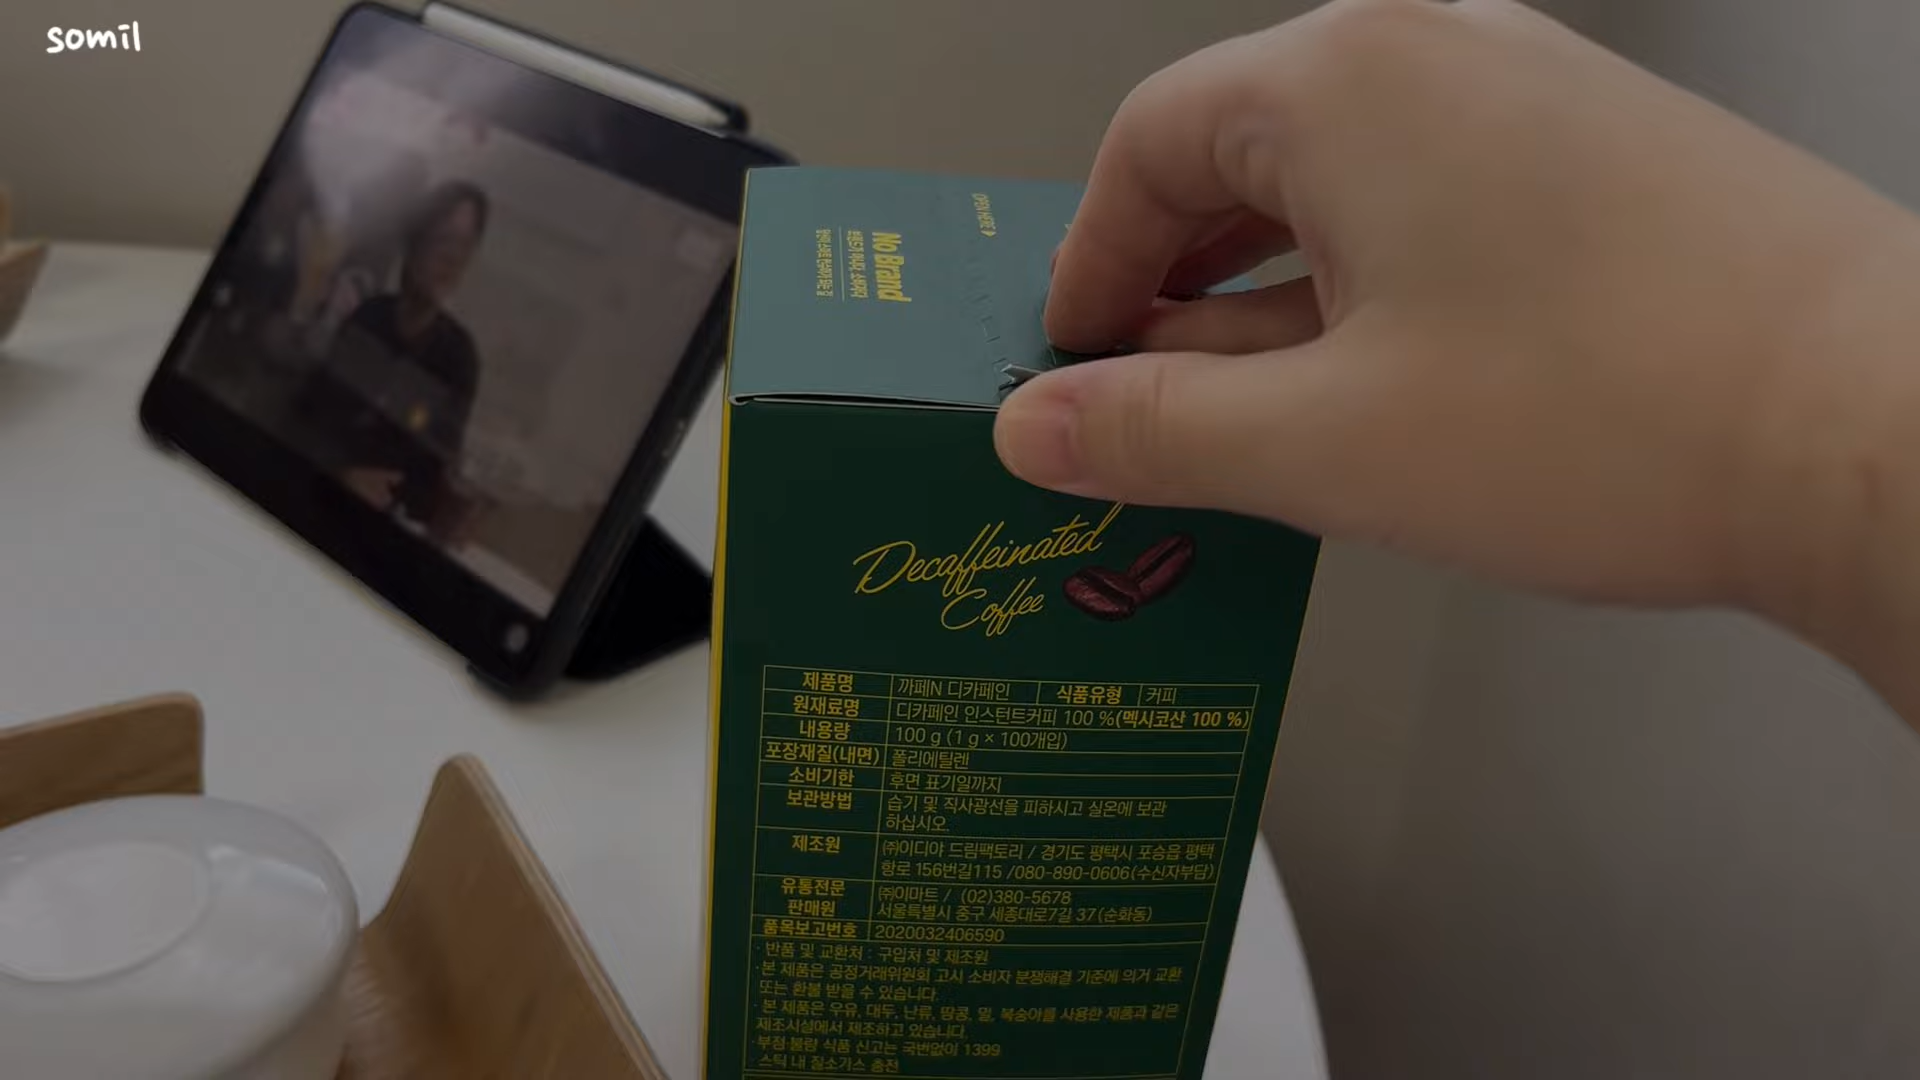 somil
OPEN HERE
No Brand
브랜드가 아니다. 소비자다
Decaffeinated
Coffee
제품명 까페N 디카페인 식품유형 커피
원재료명 디카페인 인스턴트커피 100 %(멕시코산 100 %)
내용량 100 g (1 g × 100개입)
포장재질(내면) 폴리에틸렌
소비기한 후면 표기일까지
보관방법 습기 및 직사광선을 피하시고 실온에 보관
하십시오.
제조원 ㈜이디야 드림팩토리 / 경기도 평택시 포승읍 평택
항로 156번길115 /080-890-0606(수신자부담)
유통전문 ㈜이마트 / (02)380-5678
판매원 서울특별시 중구 세종대로7길 37(순화동)
품목보고번호 2020032406590
· 반품 및 교환처 : 구입처 및 제조원
·본 제품은 공정거래위원회 고시 소비자 분쟁해결 기준에 의거 교환
또는 환불 받을 수 있습니다.
· 본 제품은 우유, 대두, 난류, 땅콩, 밀, 복숭아를 사용한 제품과 같은
제조시설에서 제조하고 있습니다.
·부정·불량 식품 신고는 국번없이 1399
· 스틱 내 질소가스 충전